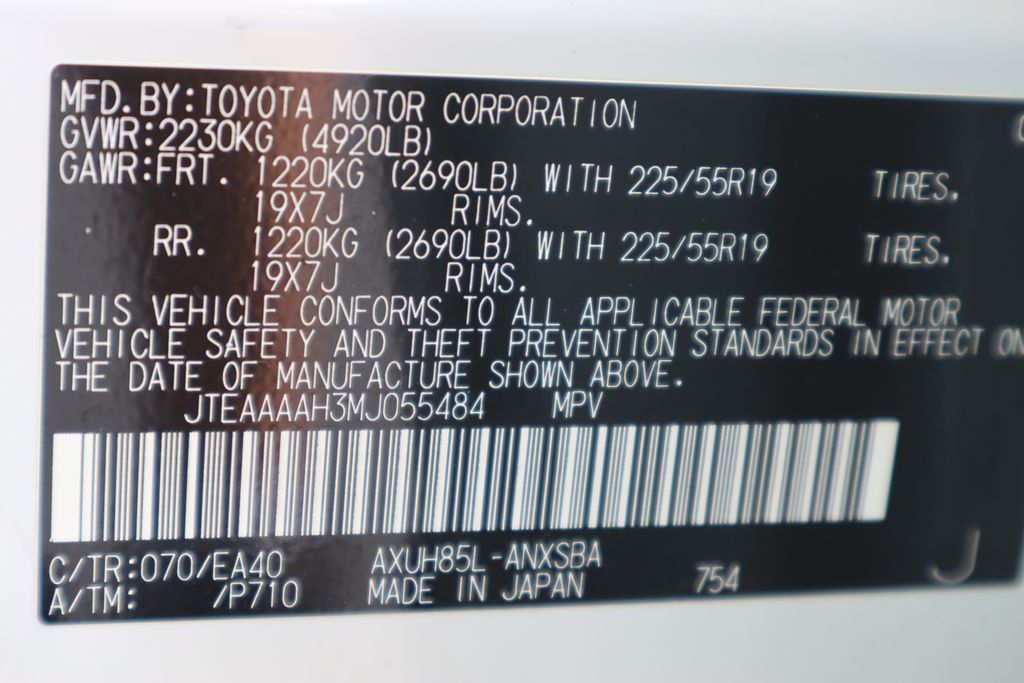 MFD.BY:TOYOTA MOTOR CORPORATION
GVWR:2230KG (4920LB)
GAWR:FRT. 1220KG (2690LB) WITH 225/55R19 TIRES.
19X7J RIMS.
RR. 1220KG (2690LB) WITH 225/55R19 TIRES.
19X7J RIMS.
THIS VEHICLE CONFORMS TO ALL APPLICABLE FEDERAL MOTOR
VEHICLE SAFETY AND THEFT PREVENTION STANDARDS IN EFFECT ON
THE DATE OF MANUFACTURE SHOWN ABOVE.
JTEAAAAH3MJ055484 MPV
C/TR:070/EA40 AXUH85L-ANXSBA
A/TM: /P710 MADE IN JAPAN 754 J